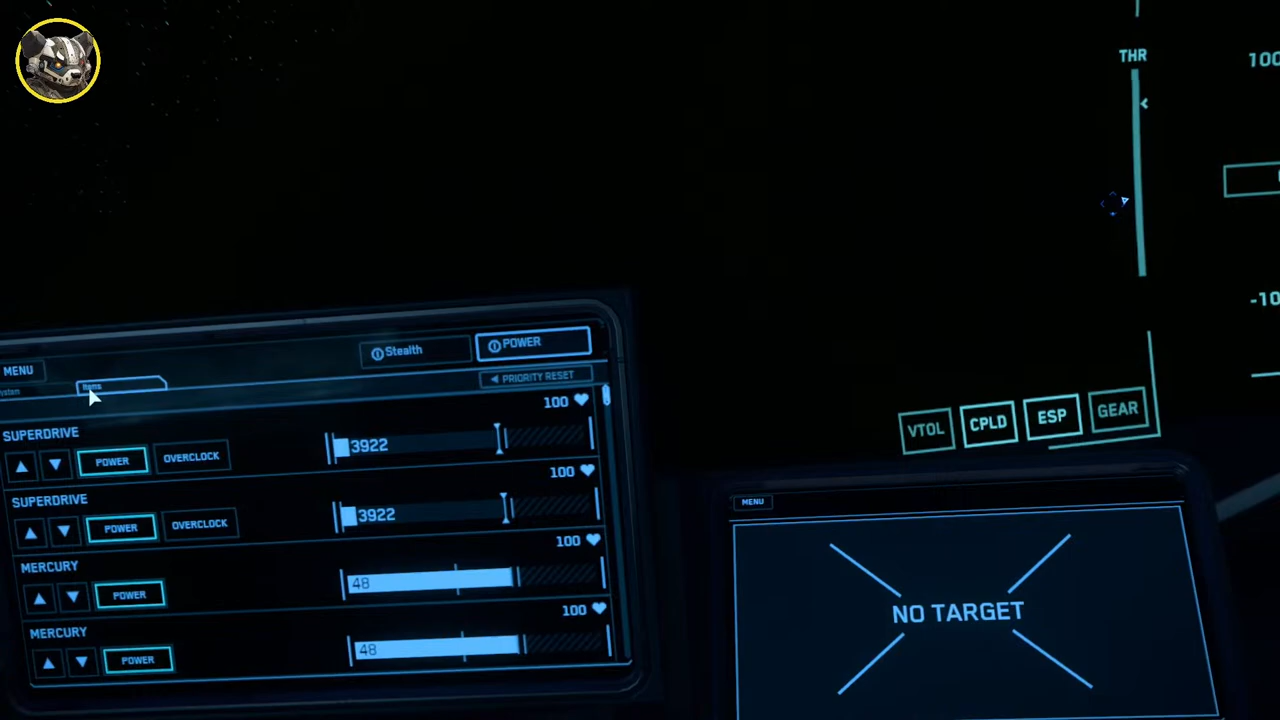 THR
100
-10
MENU
Stealth
POWER
Items
PRIORITY RESET
SUPERDRIVE
100
POWER
OVERCLOCK
3922
SUPERDRIVE
100
POWER
OVERCLOCK
3922
MERCURY
100
POWER
48
MERCURY
100
POWER
48
VTOL
CPLD
ESP
GEAR
MENU
NO TARGET